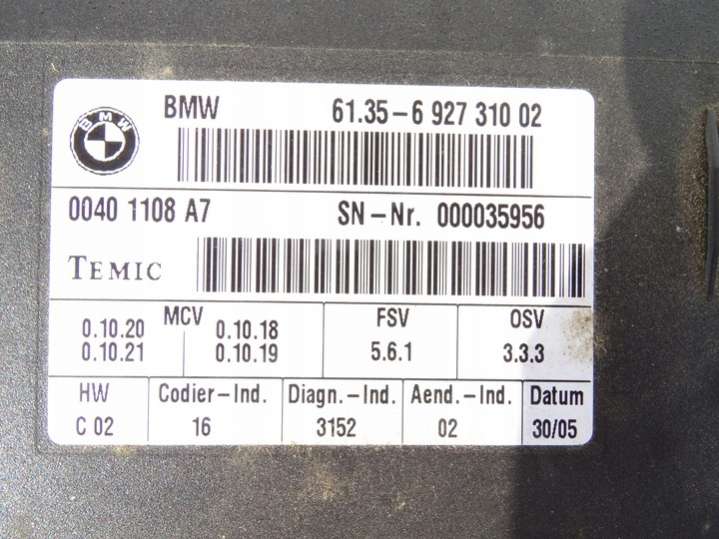 BMW 61.35-6 927 310 02
BMW
0040 1108 A7 SN-Nr. 000035956
TEMIC
MCV FSV OSV
0.10.20 0.10.18
0.10.21 0.10.19 5.6.1 3.3.3
HW Codier-Ind. Diagn.-Ind. Aend.-Ind. Datum
C 02 16 3152 02 30/05